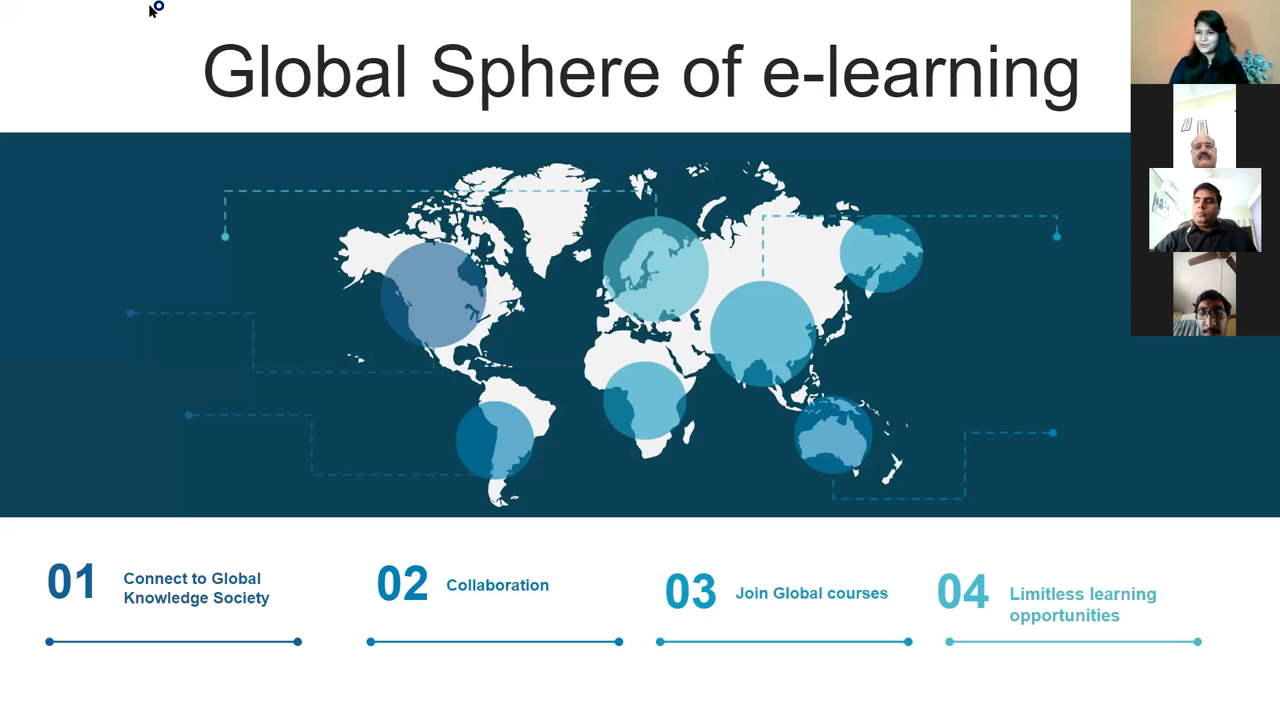 Global Sphere of e-learning
01
Connect to Global
Knowledge Society
02
Collaboration
03
Join Global courses
04
Limitless learning
opportunities